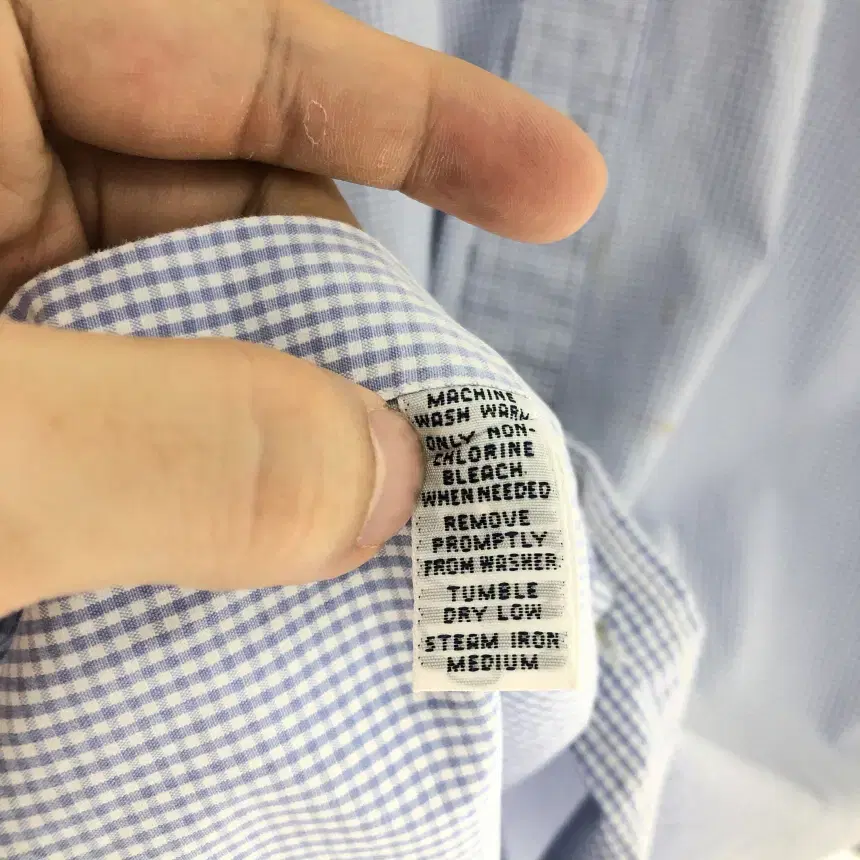 MACHINE
WASH WARM
ONLY NON-
CHLORINE
BLEACH
WHEN NEEDED
REMOVE
PROMPTLY
FROM WASHER
TUMBLE
DRY LOW
STEAM IRON
MEDIUM